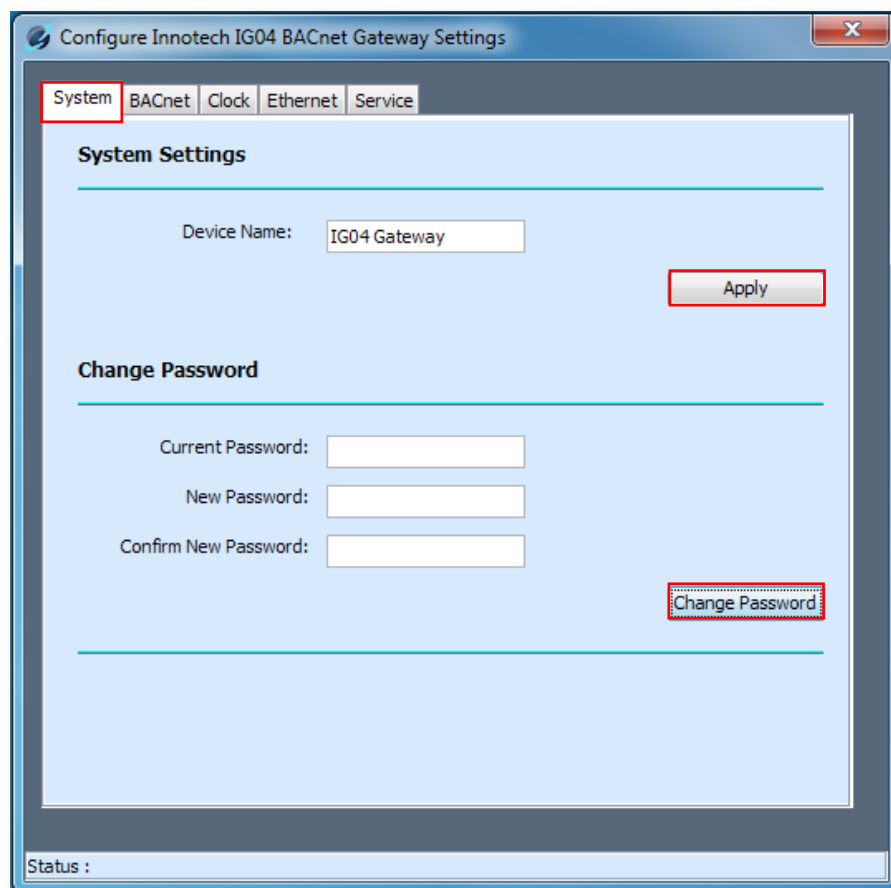 Configure Innotech IG04 BACnet Gateway Settings
System BACnet Clock Ethernet Service
System Settings
Device Name: IG04 Gateway
Apply
Change Password
Current Password:
New Password:
Confirm New Password:
Change Password
Status :